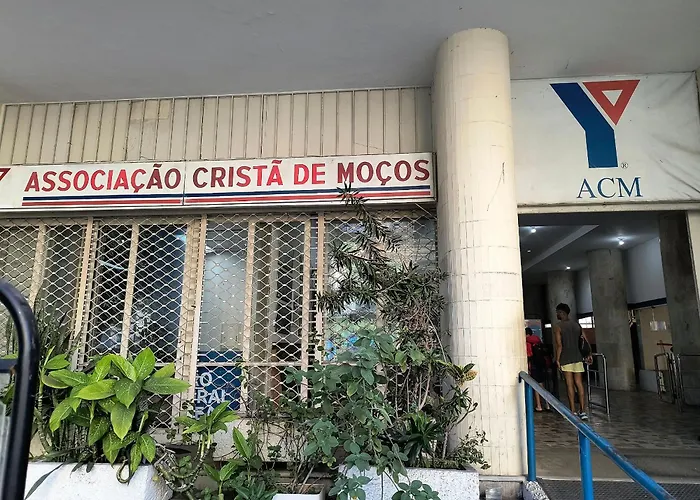 ASSOCIAÇÃO CRISTÃ DE MOÇOS
®
ACM